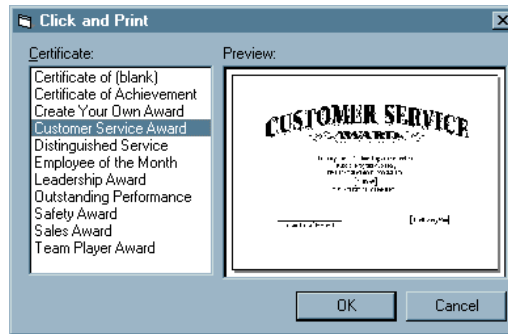 Click and Print
Certificate:
Certificate of (blank)
Certificate of Achievement
Create Your Own Award
Customer Service Award
Distinguished Service
Employee of the Month
Leadership Award
Outstanding Performance
Safety Award
Sales Award
Team Player Award
Preview:
CUSTOMER SERVICE
AWARD
OK
Cancel